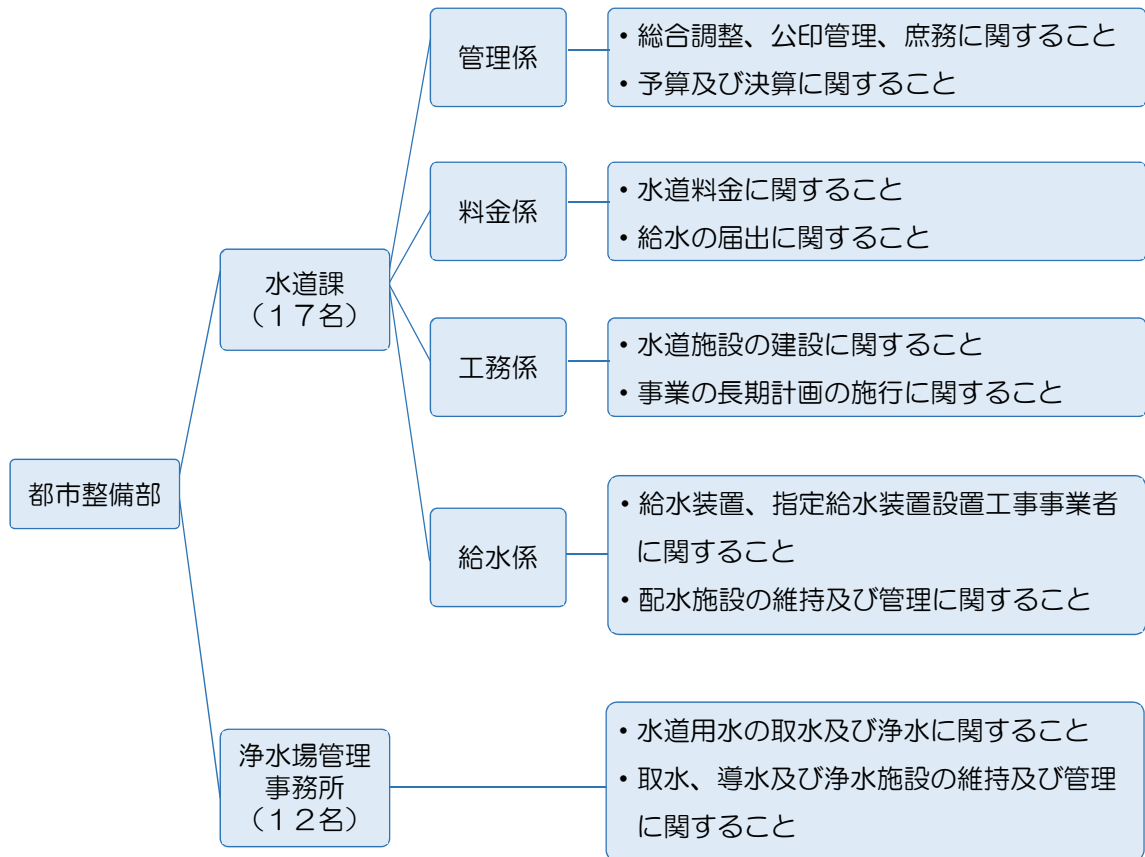 都市整備部
水道課
（１７名）
管理係
・総合調整、公印管理、庶務に関すること
・予算及び決算に関すること
料金係
・水道料金に関すること
・給水の届出に関すること
工務係
・水道施設の建設に関すること
・事業の長期計画の施行に関すること
給水係
・給水装置、指定給水装置設置工事事業者
に関すること
・配水施設の維持及び管理に関すること
浄水場管理
事務所
（１２名）
・水道用水の取水及び浄水に関すること
・取水、導水及び浄水施設の維持及び管理
に関すること